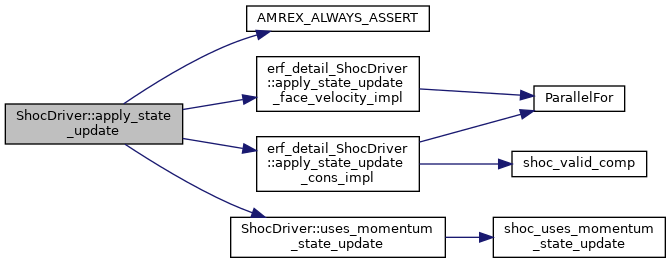 AMREX_ALWAYS_ASSERT
erf_detail_ShocDriver
::apply_state_update
_face_velocity_impl
ParallelFor
ShocDriver::apply_state
_update
erf_detail_ShocDriver
::apply_state_update
_cons_impl
shoc_valid_comp
ShocDriver::uses_momentum
_state_update
shoc_uses_momentum
_state_update